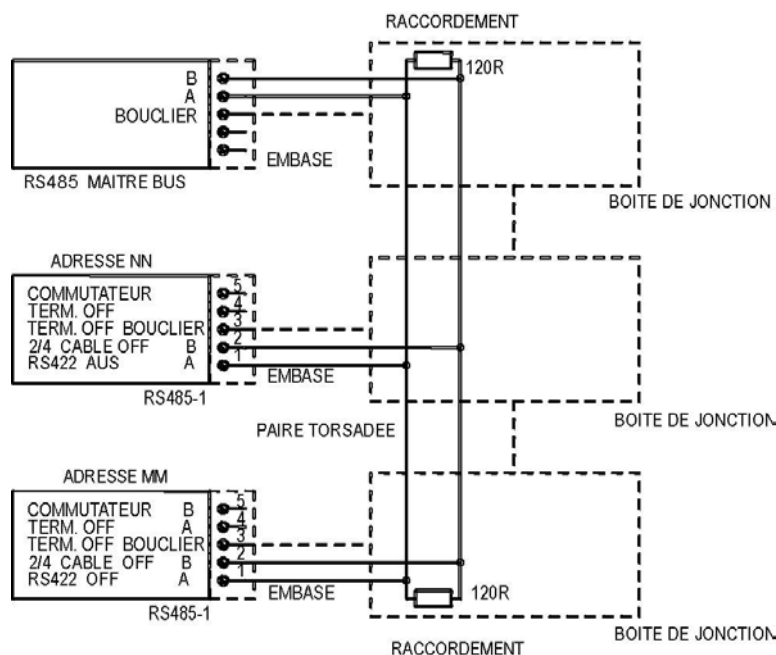 RACCORDEMENT
120R
B
A
BOUCLIER
EMBASE
RS485 MAITRE BUS
BOITE DE JONCTION
ADRESSE NN
COMMUTATEUR 5
TERM. OFF 4
TERM. OFF BOUCLIER 3
2/4 CABLE OFF B 2
RS422 AUS A 1
EMBASE
RS485-1
BOITE DE JONCTION
PAIRE TORSADEE
ADRESSE MM
COMMUTATEUR B 5
TERM. OFF A 4
TERM. OFF BOUCLIER 3
2/4 CABLE OFF B 2
RS422 OFF A 1
EMBASE
120R
RS485-1
BOITE DE JONCTION
RACCORDEMENT